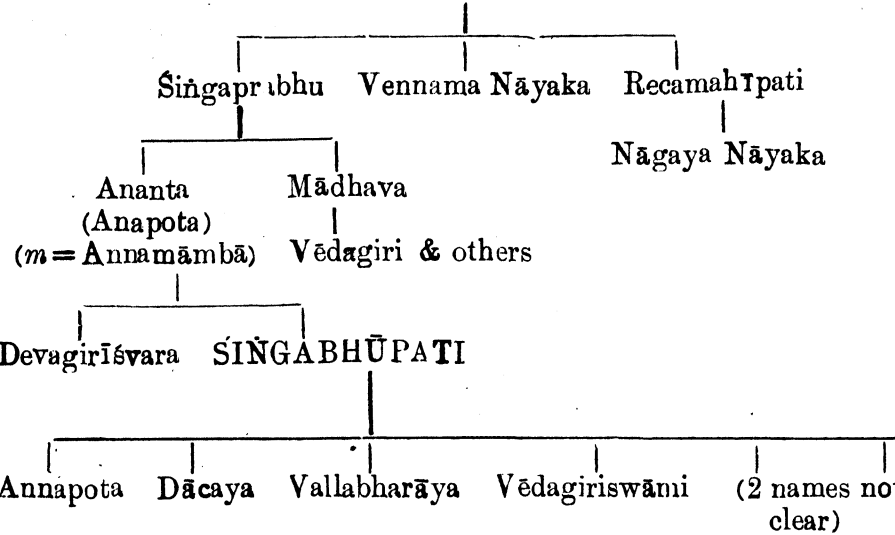 Śiṅgaprabhu Vennama Nāyaka Recamahīpati
Nāgaya Nāyaka
Ananta Mādhava
(Anapota)
(m = Annamāmbā) Vēdagiri & others
Devagirīśvara ŚIṄGABHŪPATI
Annapota Dācaya Vallabharāya Vēdagiriswāmi (2 names not
clear)